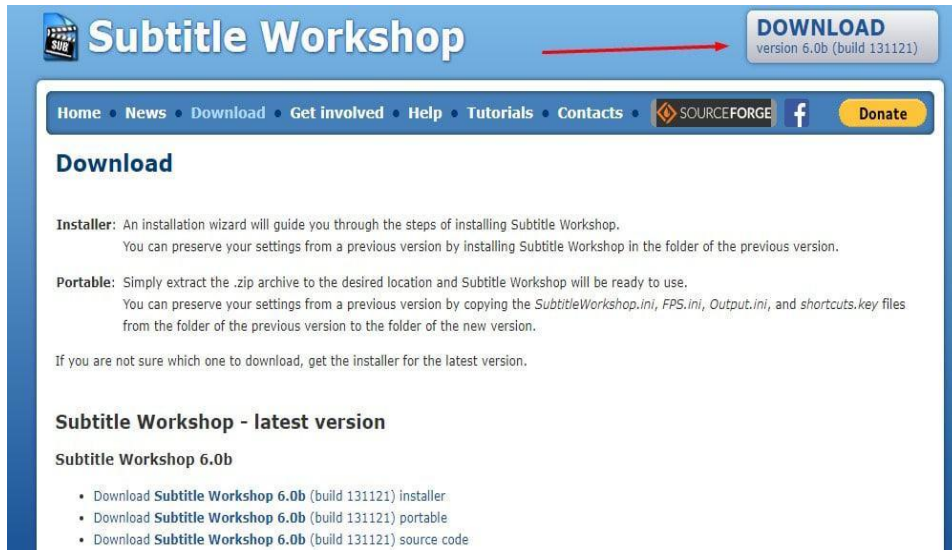 SUB
Subtitle Workshop
DOWNLOAD
version 6.0b (build 131121)
Home • News • Download • Get involved • Help • Tutorials • Contacts • SOURCEFORGE f Donate
Download
Installer: An installation wizard will guide you through the steps of installing Subtitle Workshop.
You can preserve your settings from a previous version by installing Subtitle Workshop in the folder of the previous version.
Portable: Simply extract the .zip archive to the desired location and Subtitle Workshop will be ready to use.
You can preserve your settings from a previous version by copying the SubtitleWorkshop.ini, FPS.ini, Output.ini, and shortcuts.key files
from the folder of the previous version to the folder of the new version.
If you are not sure which one to download, get the installer for the latest version.
Subtitle Workshop - latest version
Subtitle Workshop 6.0b
• Download Subtitle Workshop 6.0b (build 131121) installer
• Download Subtitle Workshop 6.0b (build 131121) portable
• Download Subtitle Workshop 6.0b (build 131121) source code